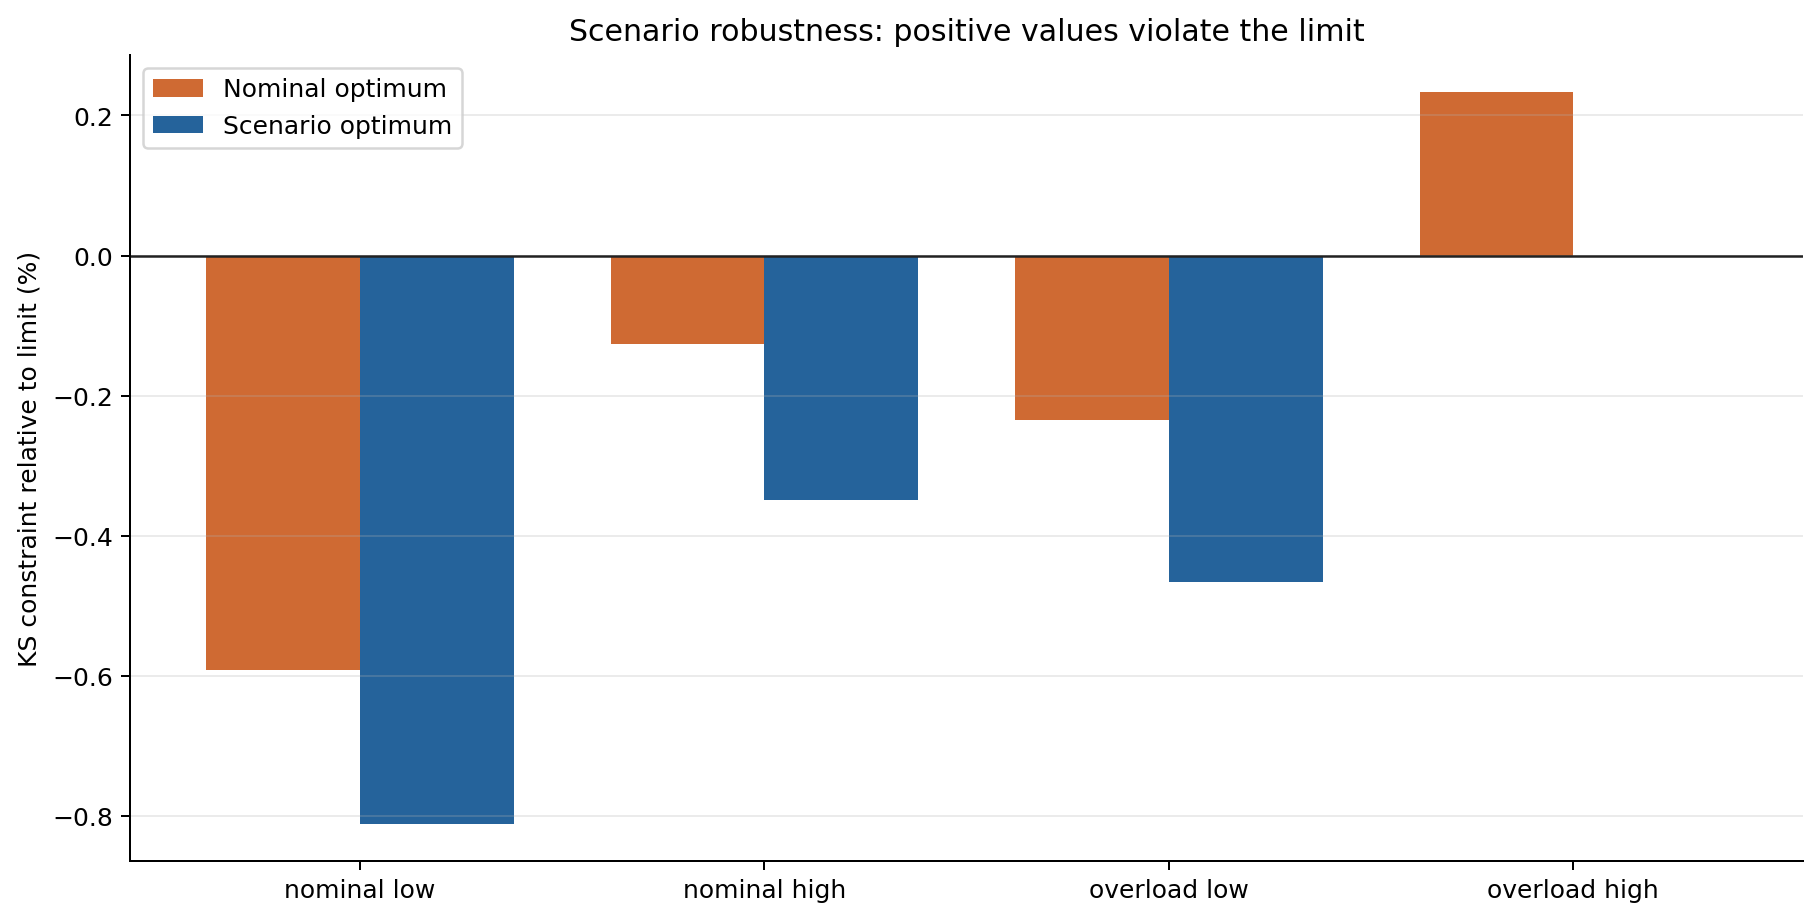 Scenario robustness: positive values violate the limit
Nominal optimum
Scenario optimum
KS constraint relative to limit (%)
0.2
0.0
−0.2
−0.4
−0.6
−0.8
nominal low
nominal high
overload low
overload high